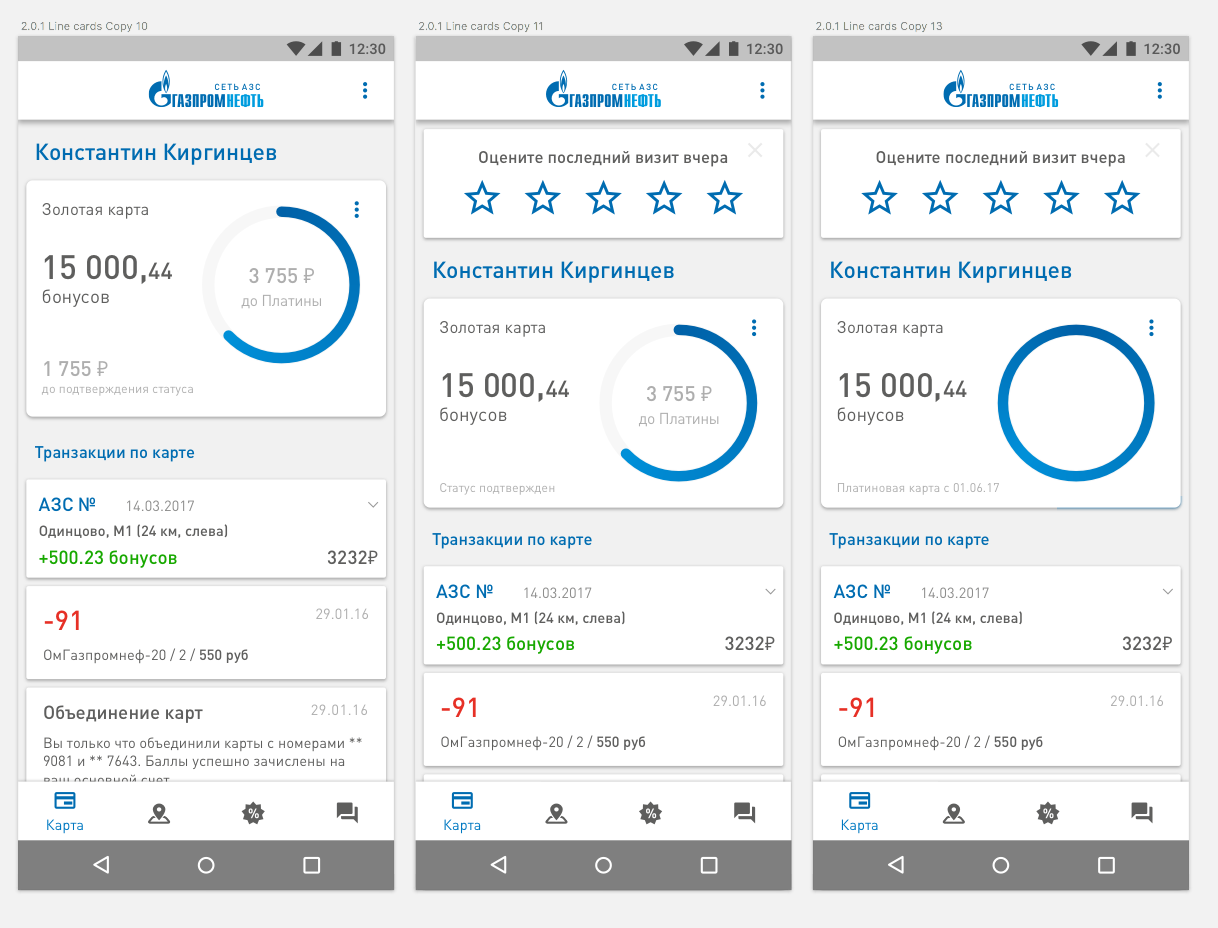 2.0.1 Line cards Copy 10
12:30
СЕТЬ АЗС
ГАЗПРОМНЕФТЬ
Константин Киргинцев
Золотая карта
15 000,44
бонусов
3 755 ₽
до Платины
1 755 ₽
до подтверждения статуса
Транзакции по карте
АЗС № 14.03.2017
Одинцово, М1 (24 км, слева)
+500.23 бонусов 3232₽
-91 29.01.16
ОмГазпромнеф-20 / 2 / 550 руб
Объединение карт 29.01.16
Вы только что объединили карты с номерами **
9081 и ** 7643. Баллы успешно зачислены на
ваш основной счет
Карта
2.0.1 Line cards Copy 11
12:30
СЕТЬ АЗС
ГАЗПРОМНЕФТЬ
Оцените последний визит вчера
Константин Киргинцев
Золотая карта
15 000,44
бонусов
3 755 ₽
до Платины
Статус подтвержден
Транзакции по карте
АЗС № 14.03.2017
Одинцово, М1 (24 км, слева)
+500.23 бонусов 3232₽
-91 29.01.16
ОмГазпромнеф-20 / 2 / 550 руб
Карта
2.0.1 Line cards Copy 13
12:30
СЕТЬ АЗС
ГАЗПРОМНЕФТЬ
Оцените последний визит вчера
Константин Киргинцев
Золотая карта
15 000,44
бонусов
Платиновая карта с 01.06.17
Транзакции по карте
АЗС № 14.03.2017
Одинцово, М1 (24 км, слева)
+500.23 бонусов 3232₽
-91 29.01.16
ОмГазпромнеф-20 / 2 / 550 руб
Карта